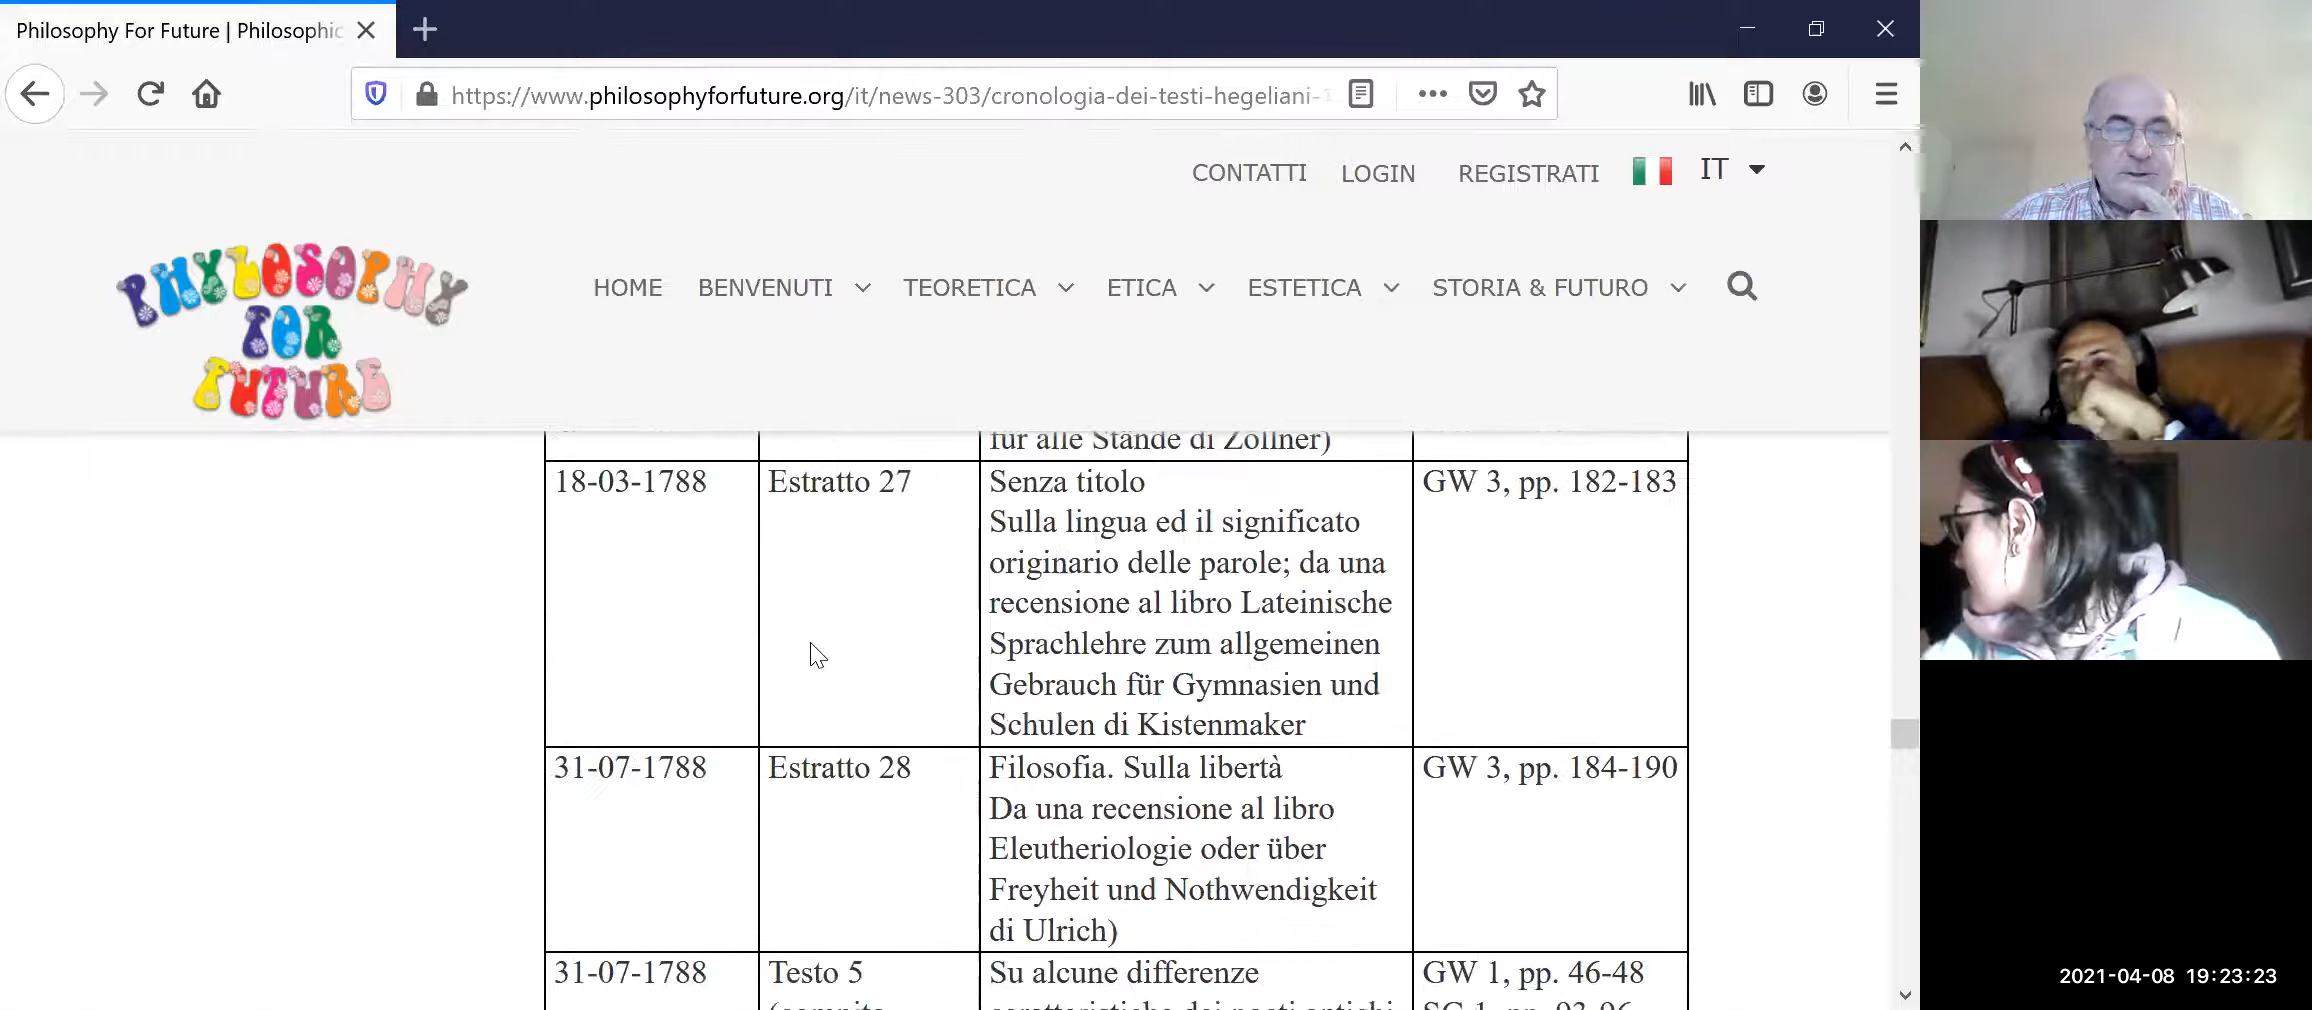 Philosophy For Future | Philosophic
https://www.philosophyforfuture.org/it/news-303/cronologia-dei-testi-hegeliani-1
CONTATTI LOGIN REGISTRATI IT
PHYLOSOPHY
FOR
FUTURE
HOME BENVENUTI TEORETICA ETICA ESTETICA STORIA & FUTURO
für alle Stände di Zöllner)
18-03-1788 Estratto 27 Senza titolo GW 3, pp. 182-183
Sulla lingua ed il significato
originario delle parole; da una
recensione al libro Lateinische
Sprachlehre zum allgemeinen
Gebrauch für Gymnasien und
Schulen di Kistenmaker
31-07-1788 Estratto 28 Filosofia. Sulla libertà GW 3, pp. 184-190
Da una recensione al libro
Eleutheriologie oder über
Freyheit und Nothwendigkeit
di Ulrich)
31-07-1788 Testo 5 Su alcune differenze GW 1, pp. 46-48
2021-04-08 19:23:23